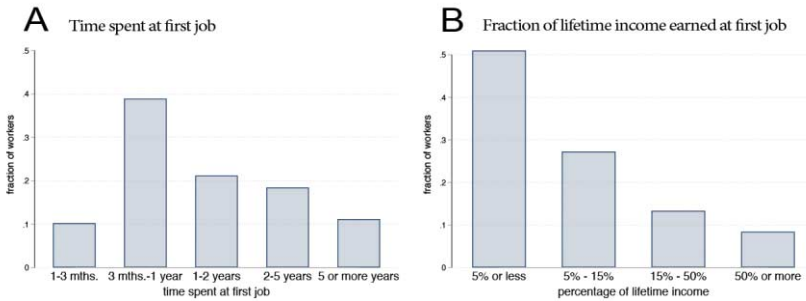 A Time spent at first job
.5
.4
.3
.2
.1
0
fraction of workers
1-3 mths. 3 mths.-1 year 1-2 years 2-5 years 5 or more years
time spent at first job
B Fraction of lifetime income earned at first job
.5
.4
.3
.2
.1
0
fraction of workers
5% or less 5% - 15% 15% - 50% 50% or more
percentage of lifetime income